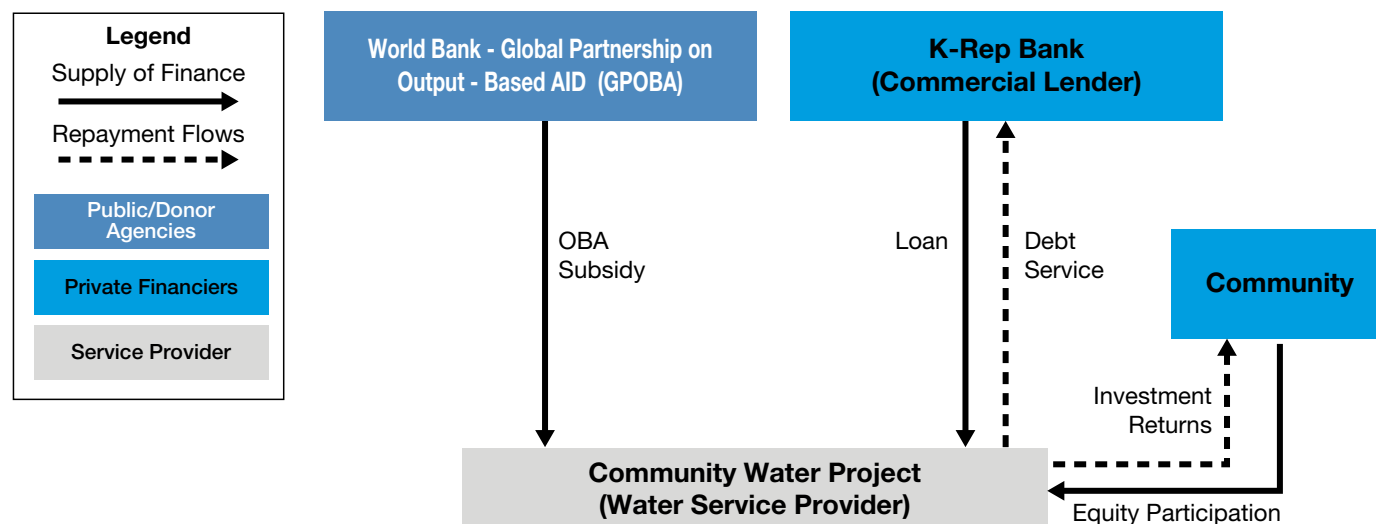 Legend
Supply of Finance
Repayment Flows
Public/Donor
Agencies
Private Financiers
Service Provider
World Bank - Global Partnership on
Output - Based AID (GPOBA)
K-Rep Bank
(Commercial Lender)
OBA
Subsidy
Loan
Debt
Service
Community
Investment
Returns
Community Water Project
(Water Service Provider)
Equity Participation